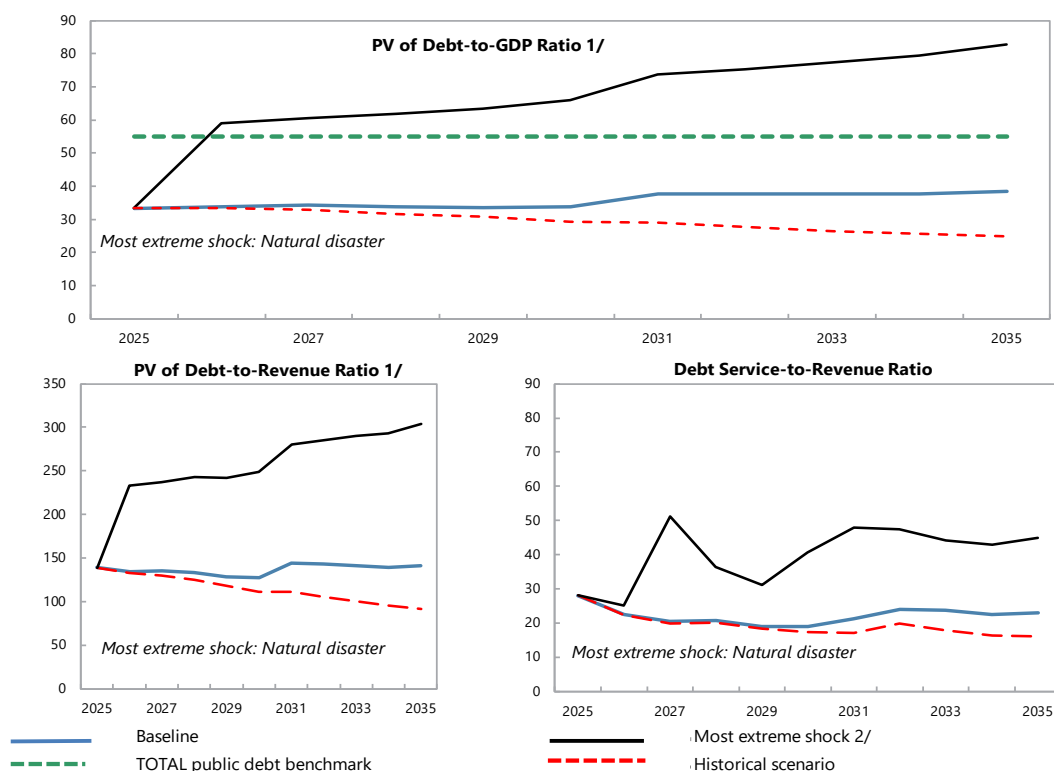 PV of Debt-to-GDP Ratio 1/
90
80
70
60
50
40
30
20
10
0
Most extreme shock: Natural disaster
2025 2027 2029 2031 2033 2035
PV of Debt-to-Revenue Ratio 1/
350
300
250
200
150
100
50
0
Most extreme shock: Natural disaster
2025 2027 2029 2031 2033 2035
Debt Service-to-Revenue Ratio
90
80
70
60
50
40
30
20
10
0
Most extreme shock: Natural disaster
2025 2027 2029 2031 2033 2035
Baseline
Most extreme shock 2/
TOTAL public debt benchmark
Historical scenario